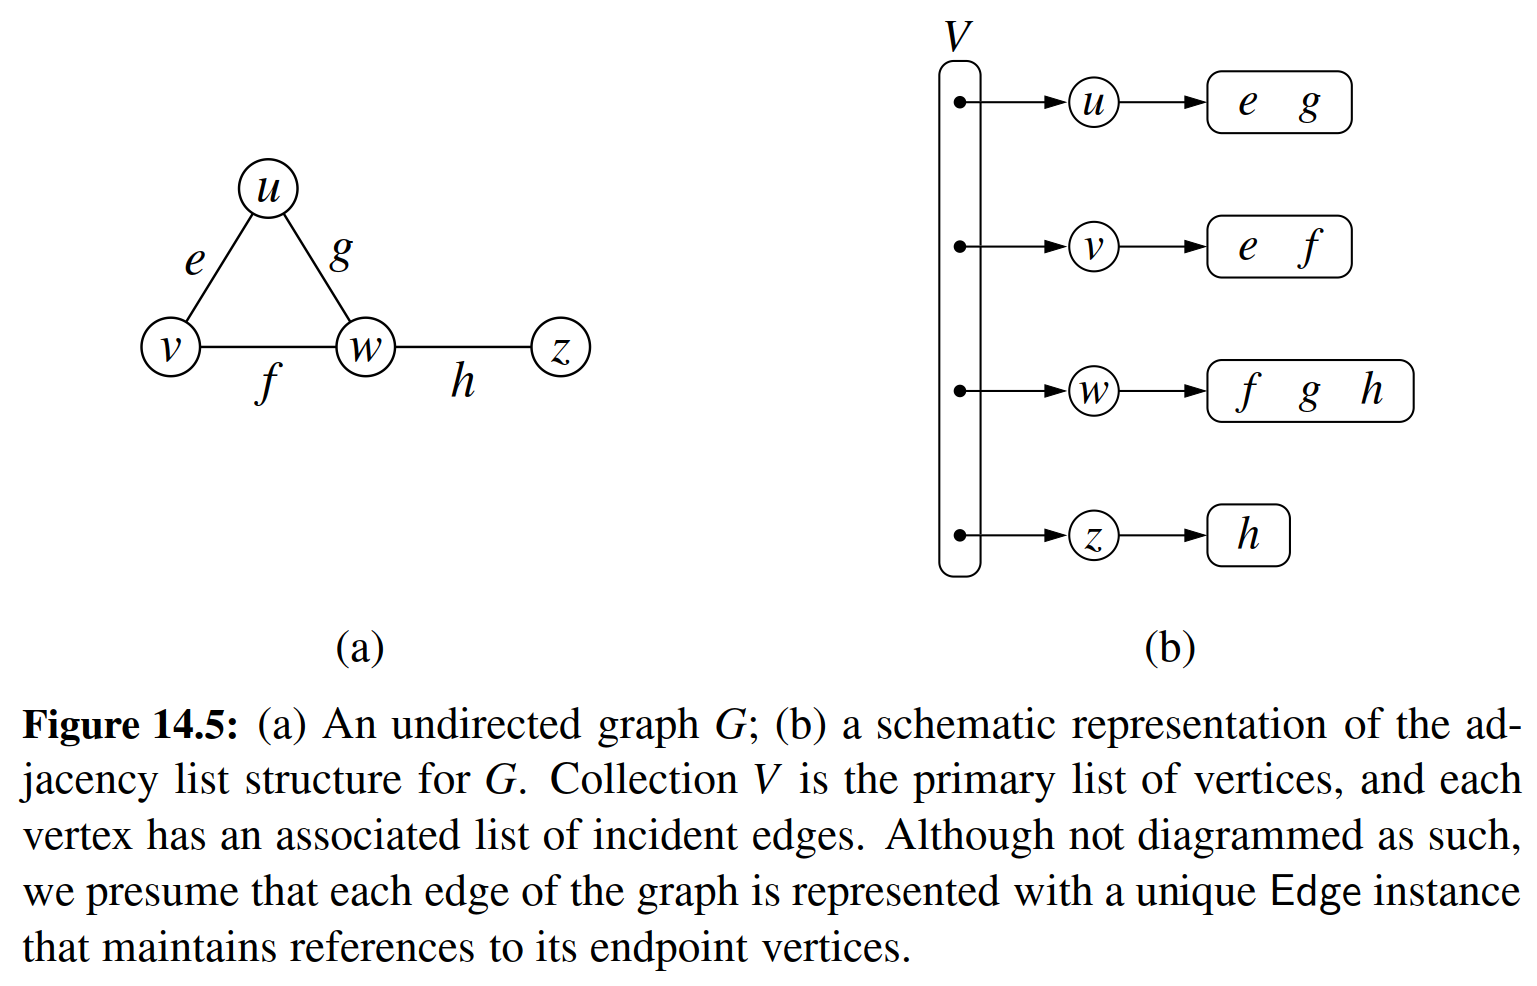 V
u e g
v e f
w f g h
z h
u
e g
v w z
f h
(a) (b)
Figure 14.5: (a) An undirected graph G; (b) a schematic representation of the ad-
jacency list structure for G. Collection V is the primary list of vertices, and each
vertex has an associated list of incident edges. Although not diagrammed as such,
we presume that each edge of the graph is represented with a unique Edge instance
that maintains references to its endpoint vertices.